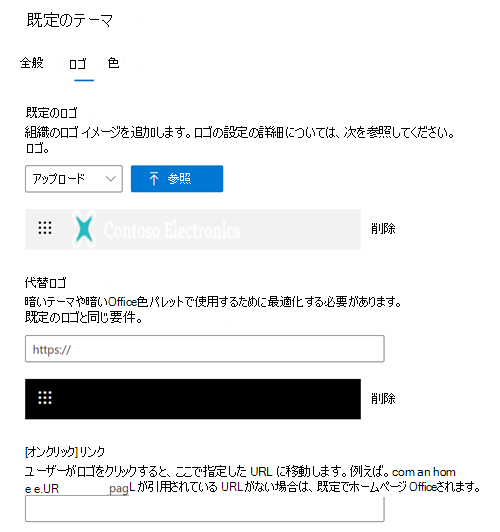 既定のテーマ
全般 ロゴ 色
既定のロゴ
組織のロゴ イメージを追加します。ロゴの設定の詳細については、次を参照してください。
ロゴ。
アップロード 参照
Contoso Electronics 削除
代替ロゴ
暗いテーマや暗いOffice色パレットで使用するために最適化する必要があります。
既定のロゴと同じ要件。
https://
削除
[オンクリック]リンク
ユーザーがロゴをクリックすると、ここで指定した URL に移動します。例えば。com an hom
e e.UR pagL が引用されている URLがない場合は、既定でホームページ Officeされます。